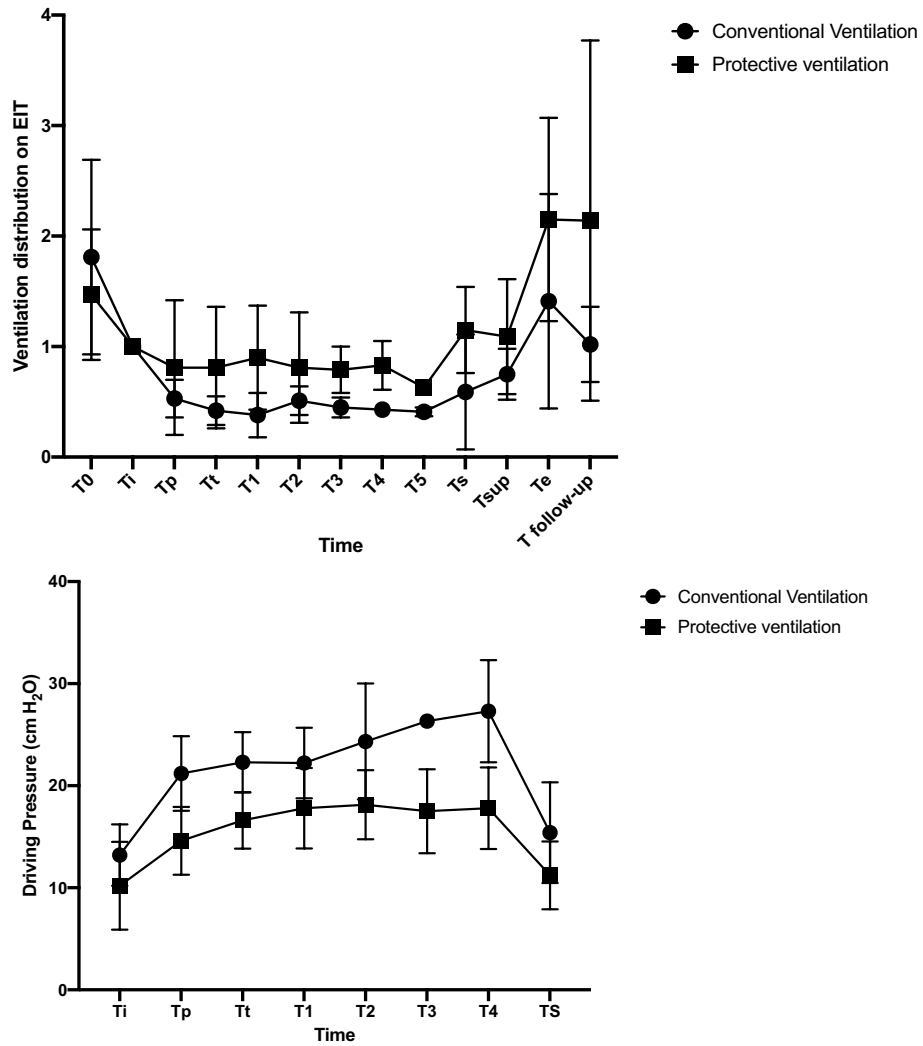 Conventional Ventilation
Protective ventilation
Ventilation distribution on EIT
4
3
2
1
0
T0 Ti Tp Tt T1 T2 T3 T4 T5 Ts Tsup Te T follow-up
Time
Conventional Ventilation
Protective ventilation
Driving Pressure (cm H₂O)
40
30
20
10
0
Ti Tp Tt T1 T2 T3 T4 TS
Time